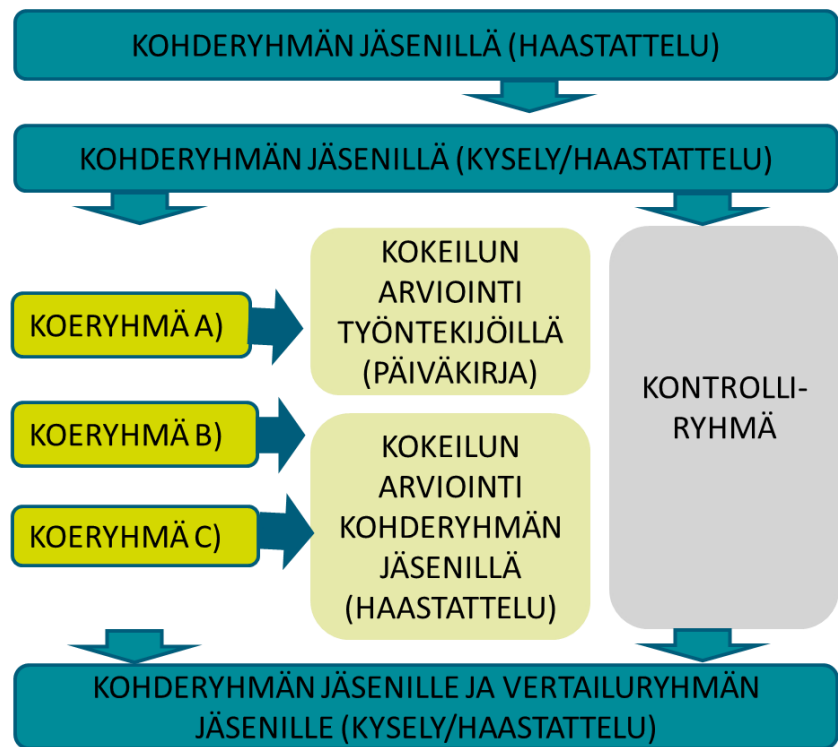 KOHDERYHMÄN JÄSENILLÄ (HAASTATTELU)
KOHDERYHMÄN JÄSENILLÄ (KYSELY/HAASTATTELU)
KOERYHMÄ A)
KOERYHMÄ B)
KOERYHMÄ C)
KOKEILUN
ARVIOINTI
TYÖNTEKIJÖILLÄ
(PÄIVÄKIRJA)
KOKEILUN
ARVIOINTI
KOHDERYHMÄN
JÄSENILLÄ
(HAASTATTELU)
KONTROLLI-
RYHMÄ
KOHDERYHMÄN JÄSENILLE JA VERTAILURYHMÄN
JÄSENILLE (KYSELY/HAASTATTELU)